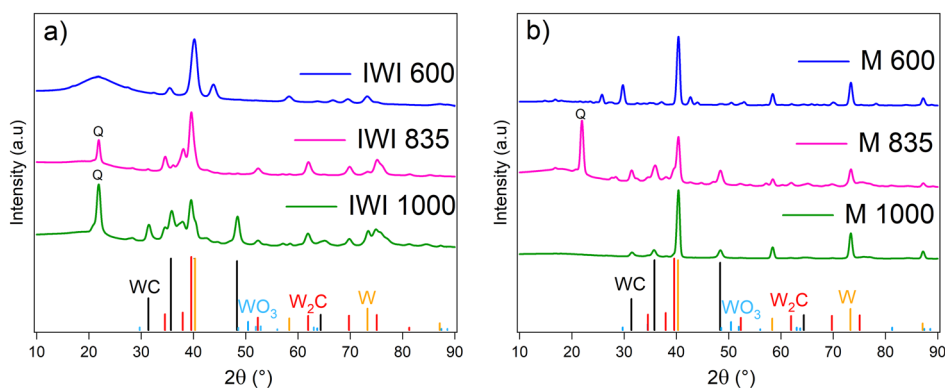 a)
Intensity (a.u)
IWI 600
Q
IWI 835
Q
IWI 1000
WC
WO₃
W₂C
W
10 20 30 40 50 60 70 80 90
2θ (°)
b)
Intensity (a.u)
M 600
Q
M 835
M 1000
WC
WO₃
W₂C
W
10 20 30 40 50 60 70 80 90
2θ (°)